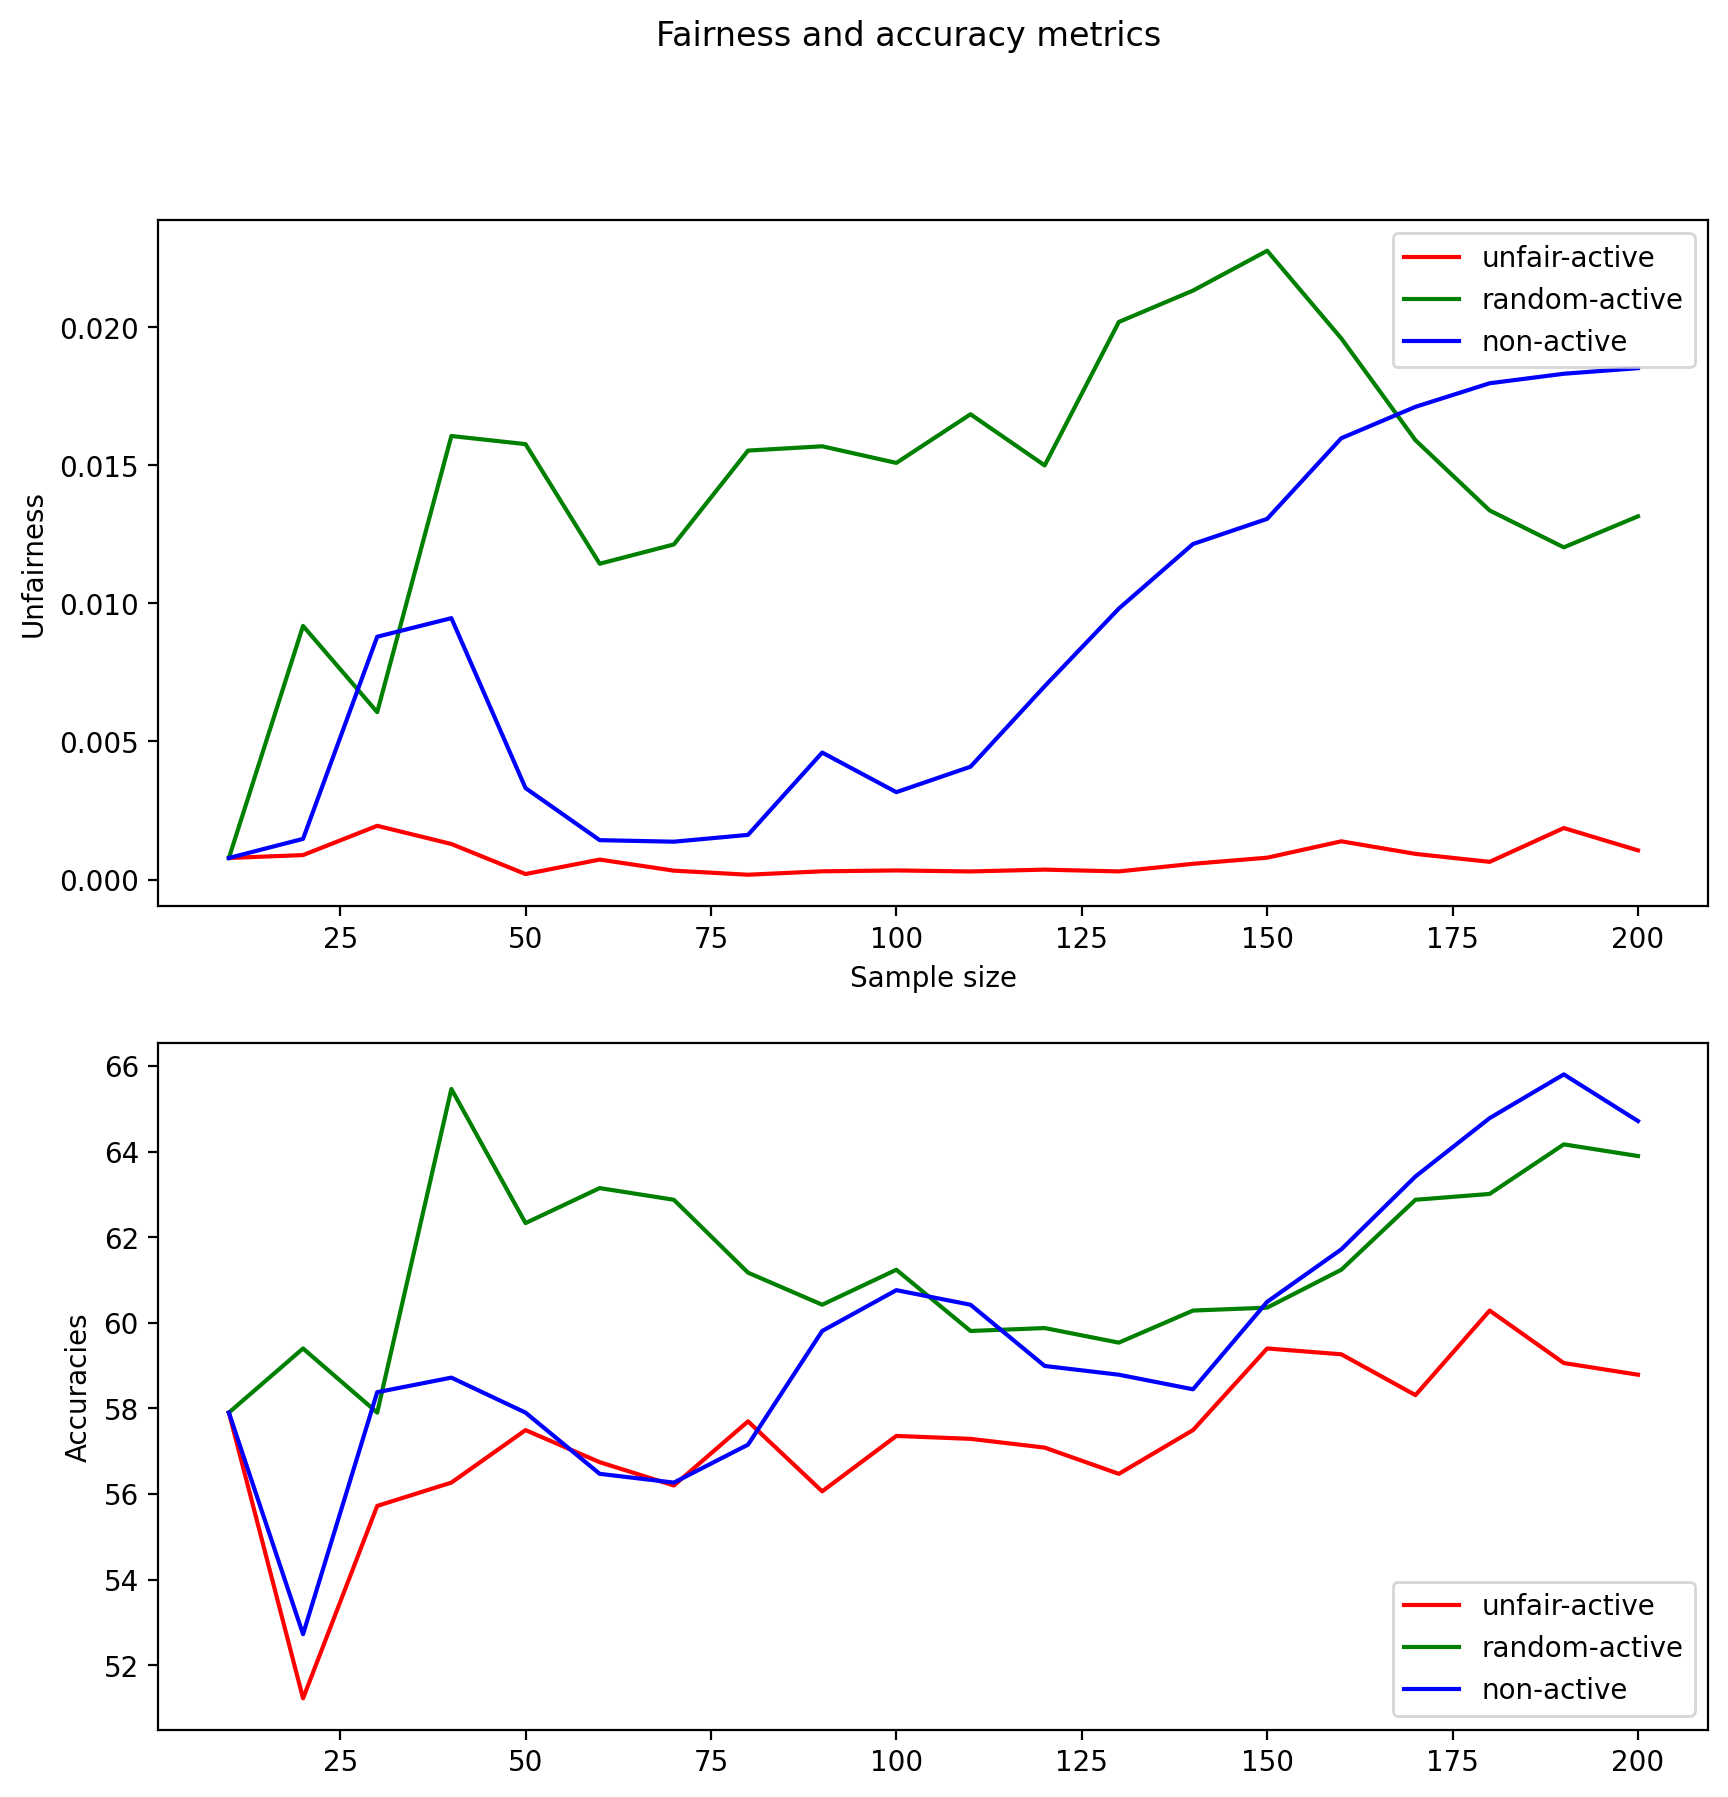 Fairness and accuracy metrics
unfair-active
random-active
non-active
0.020
0.015
0.010
0.005
0.000
Unfairness
25 50 75 100 125 150 175 200
Sample size
66
64
62
60
58
56
54
52
Accuracies
unfair-active
random-active
non-active
25 50 75 100 125 150 175 200